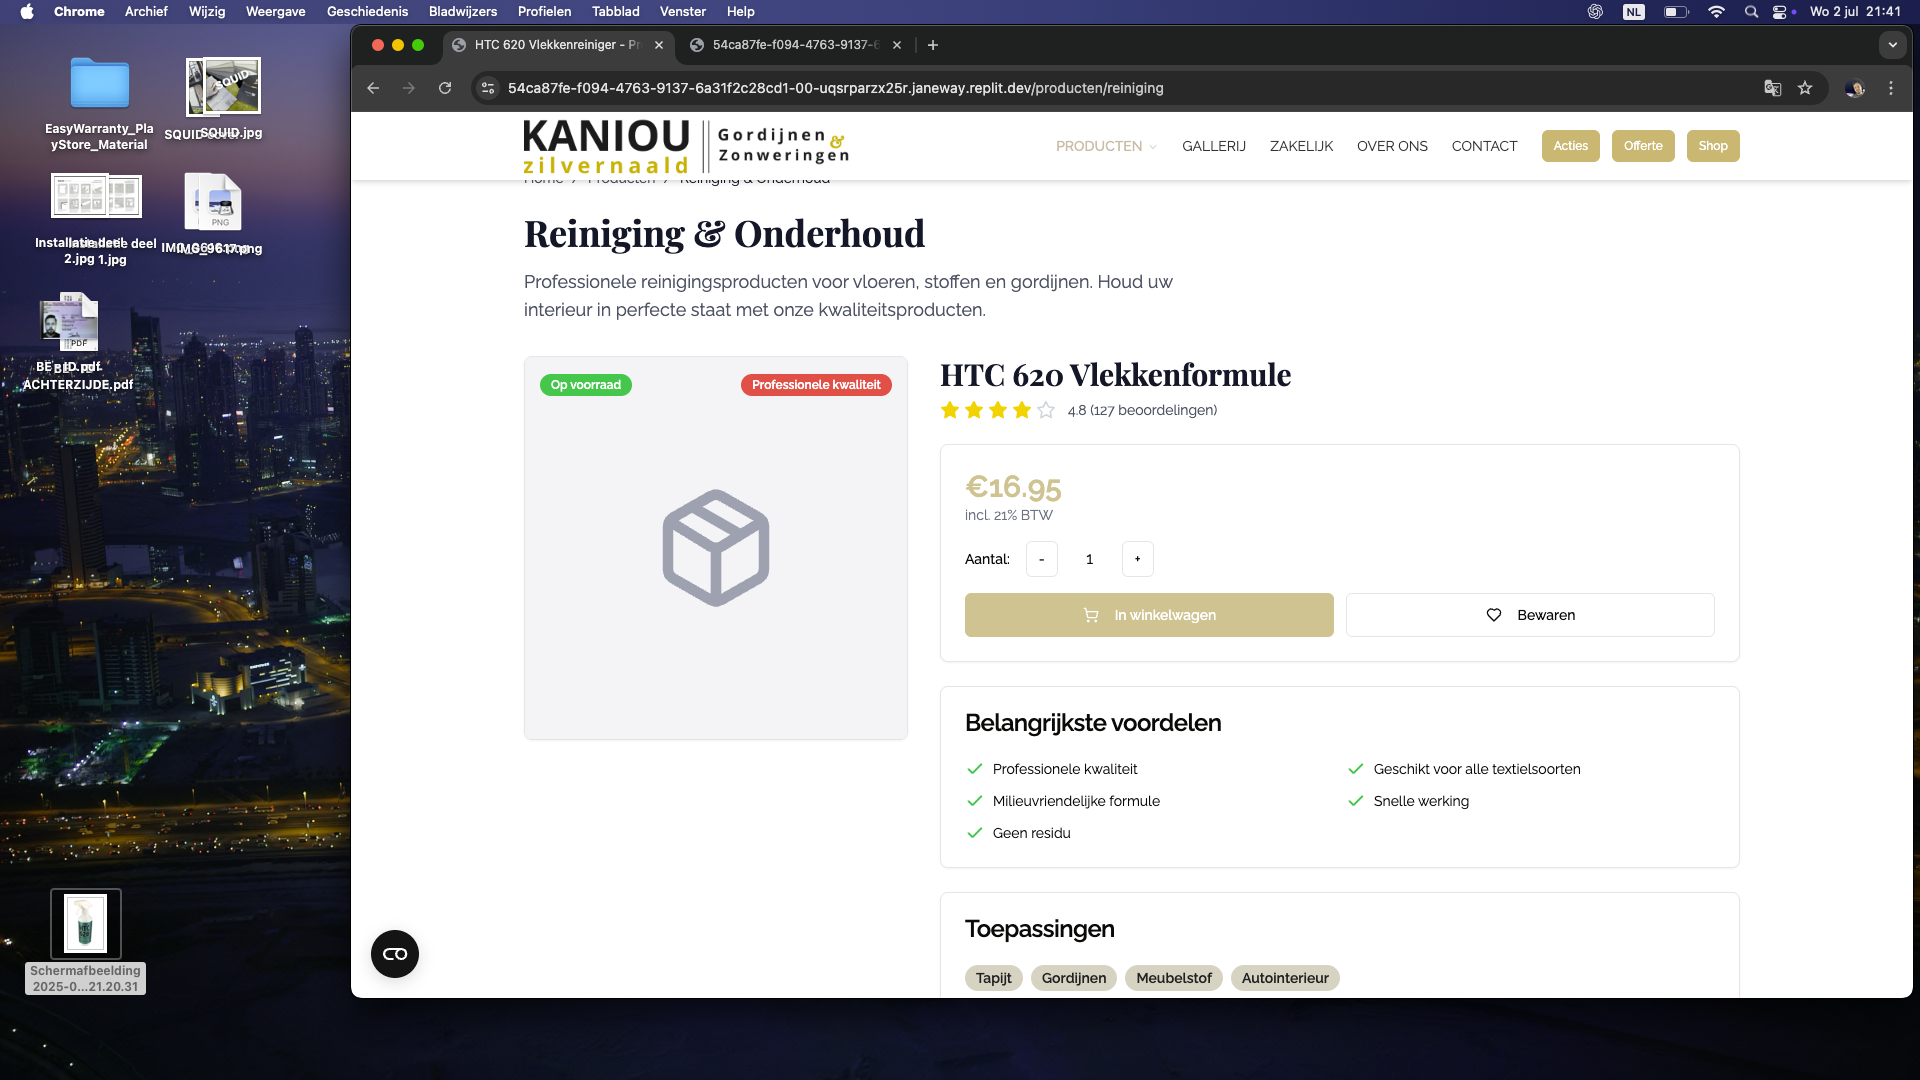 Chrome Archief Wijzig Weergave Geschiedenis Bladwijzers Profielen Tabblad Venster Help
NL Wo 2 jul 21:41
EasyWarranty_Pla
yStore_Material
SQUID.jpg
Installatie deel
2.jpg 1.jpg
PNG
PDF
BE - ID.pdf
ACHTERZIJDE.pdf
Schermafbeelding
2025-0...21.20.31
HTC 620 Vlekkenreiniger - Pr
54ca87fe-f094-4763-9137-6
54ca87fe-f094-4763-9137-6a31f2c28cd1-00-uqsrparzx25r.janeway.replit.dev/producten/reiniging
KANIOU
zilvernaald
Gordijnen &
Zonweringen
PRODUCTEN GALLERIJ ZAKELIJK OVER ONS CONTACT Acties Offerte Shop
Home / Producten / Reiniging & Onderhoud
Reiniging & Onderhoud
Professionele reinigingsproducten voor vloeren, stoffen en gordijnen. Houd uw
interieur in perfecte staat met onze kwaliteitsproducten.
Op voorraad Professionele kwaliteit
HTC 620 Vlekkenformule
4.8 (127 beoordelingen)
€16.95
incl. 21% BTW
Aantal: - 1 +
In winkelwagen Bewaren
Belangrijkste voordelen
Professionele kwaliteit Geschikt voor alle textielsoorten
Milieuvriendelijke formule Snelle werking
Geen residu
Toepassingen
Tapijt Gordijnen Meubelstof Autointerieur